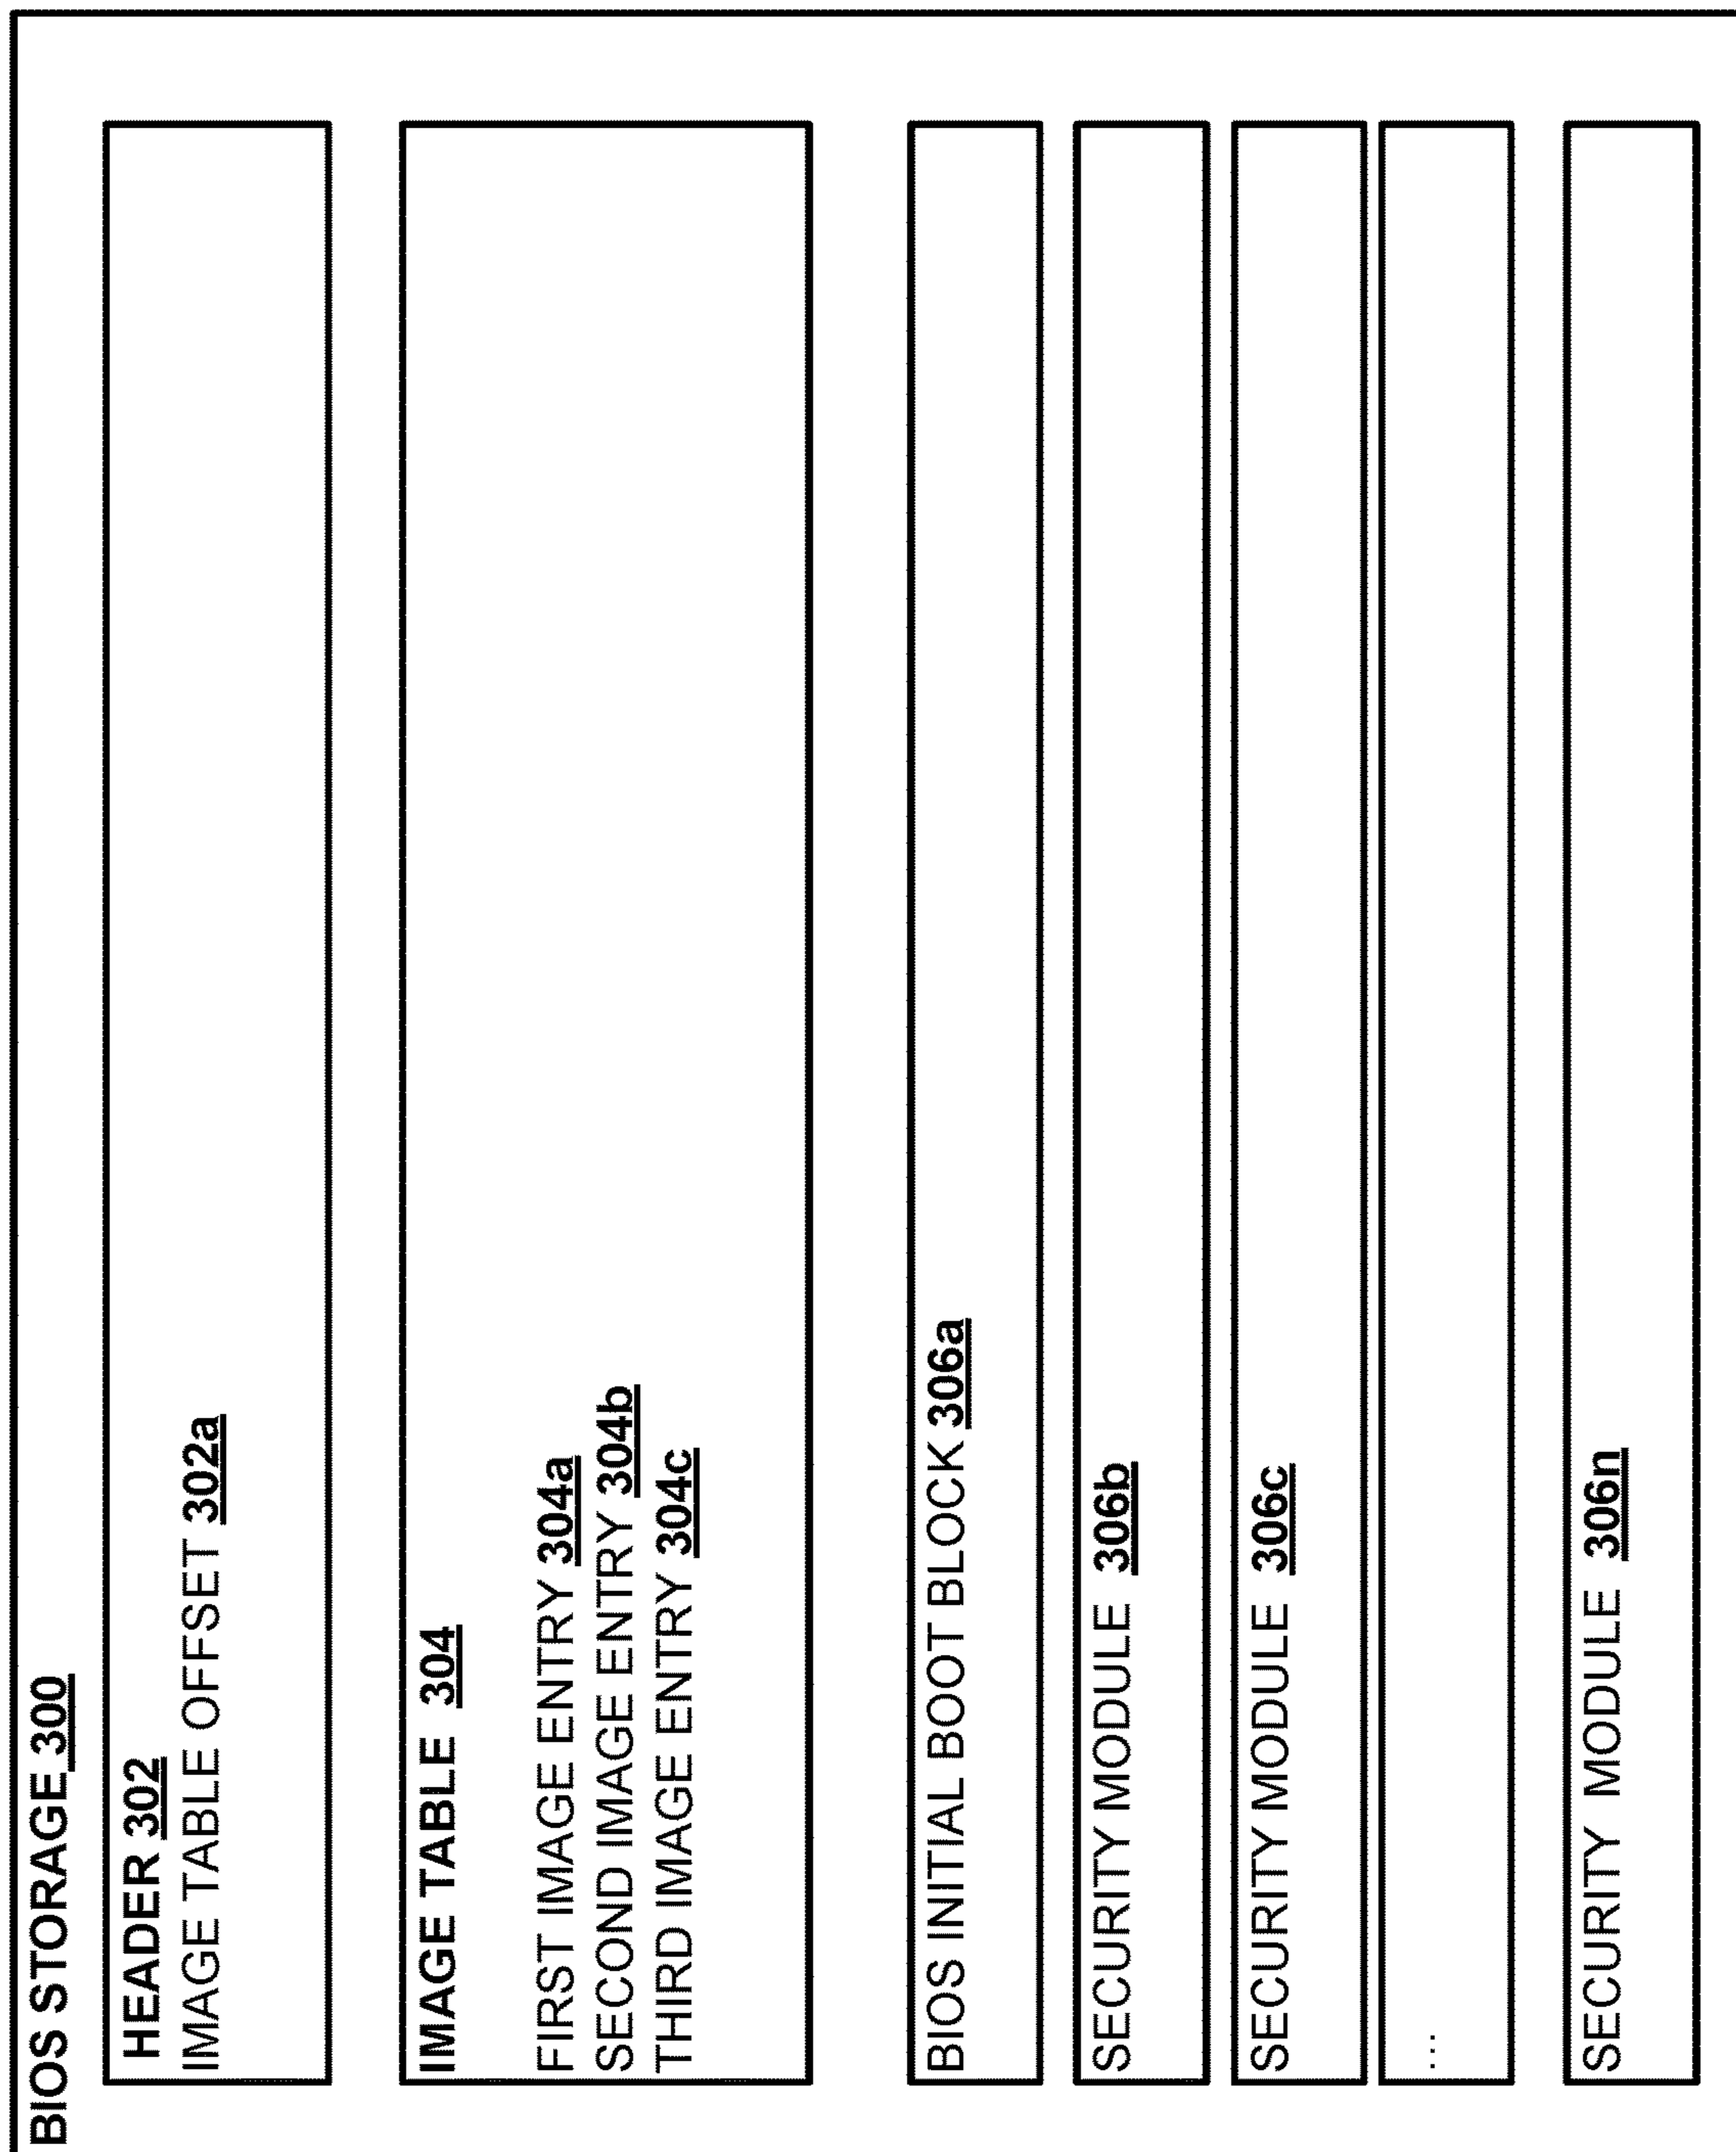 BIOS STORAGE 300
HEADER 302
IMAGE TABLE OFFSET 302a
IMAGE TABLE 304
FIRST IMAGE ENTRY 304a
SECOND IMAGE ENTRY 304b
THIRD IMAGE ENTRY 304c
BIOS INITIAL BOOT BLOCK 306a
SECURITY MODULE 306b
SECURITY MODULE 306c
...
SECURITY MODULE 306n